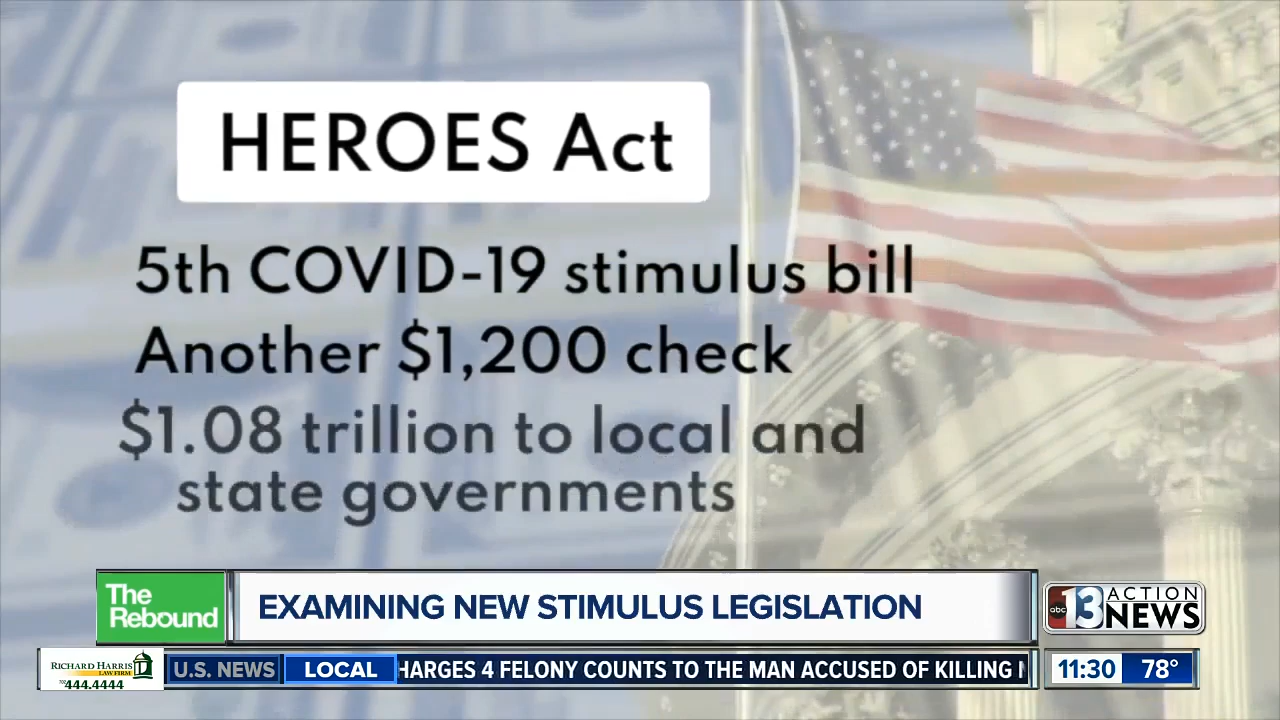 HEROES Act
5th COVID-19 stimulus bill
Another $1,200 check
$1.08 trillion to local and
state governments
The
Rebound
EXAMINING NEW STIMULUS LEGISLATION
abc 13 ACTION
NEWS
RICHARD HARRIS
LAW FIRM
702 444.4444
U.S. NEWS
LOCAL
HARGES 4 FELONY COUNTS TO THE MAN ACCUSED OF KILLING
11:30
78°